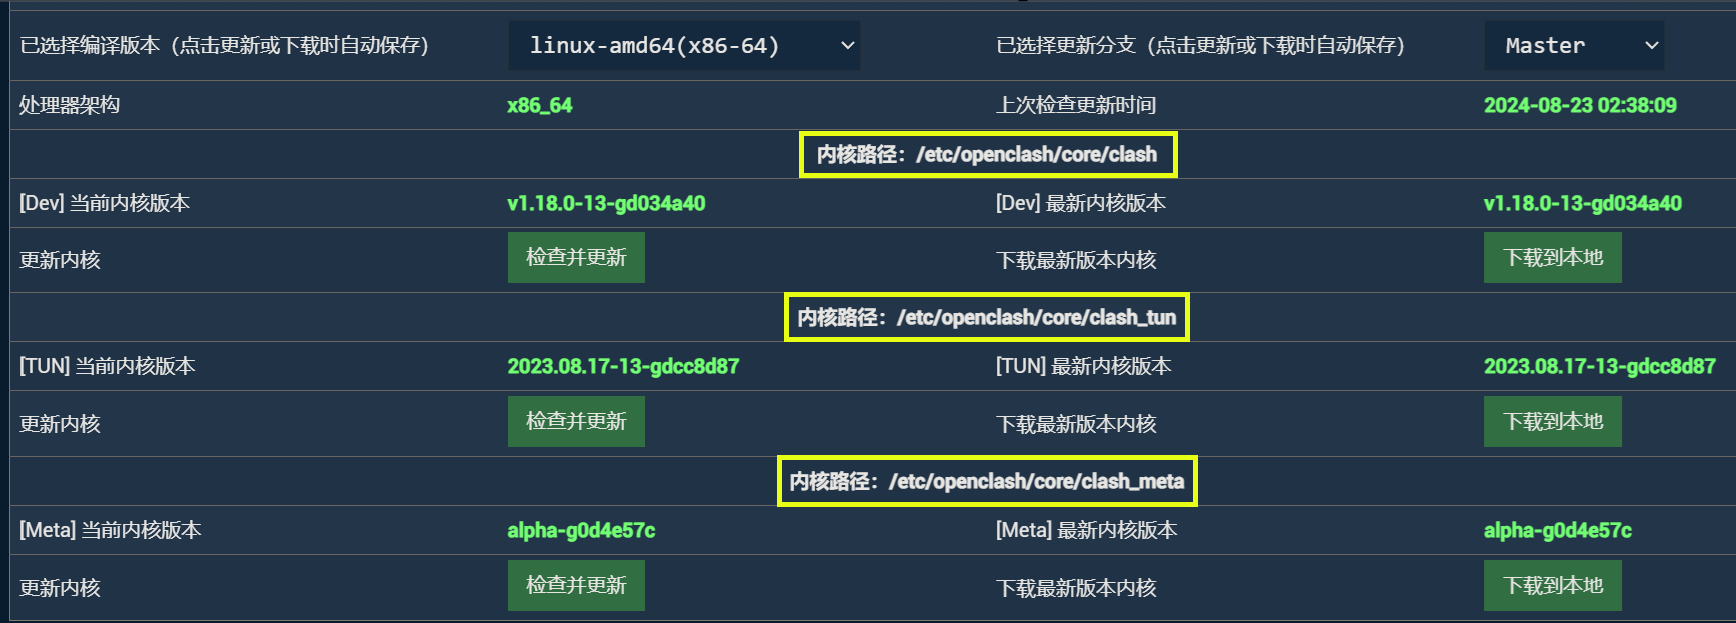 已选择编译版本（点击更新或下载时自动保存） linux-amd64(x86-64) 已选择更新分支（点击更新或下载时自动保存） Master
处理器架构 x86_64 上次检查更新时间 2024-08-23 02:38:09
内核路径：/etc/openclash/core/clash
[Dev] 当前内核版本 v1.18.0-13-gd034a40 [Dev] 最新内核版本 v1.18.0-13-gd034a40
更新内核 检查并更新 下载最新版本内核 下载到本地
内核路径：/etc/openclash/core/clash_tun
[TUN] 当前内核版本 2023.08.17-13-gdcc8d87 [TUN] 最新内核版本 2023.08.17-13-gdcc8d87
更新内核 检查并更新 下载最新版本内核 下载到本地
内核路径：/etc/openclash/core/clash_meta
[Meta] 当前内核版本 alpha-g0d4e57c [Meta] 最新内核版本 alpha-g0d4e57c
更新内核 检查并更新 下载最新版本内核 下载到本地